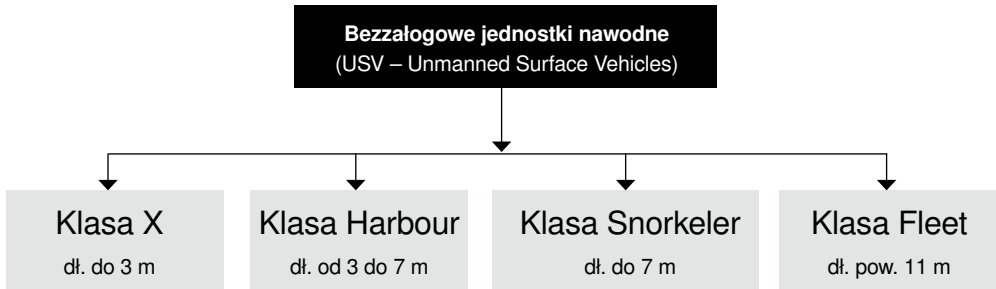 Bezzałogowe jednostki nawodne
(USV – Unmanned Surface Vehicles)
Klasa X
dł. do 3 m
Klasa Harbour
dł. od 3 do 7 m
Klasa Snorkeler
dł. do 7 m
Klasa Fleet
dł. pow. 11 m